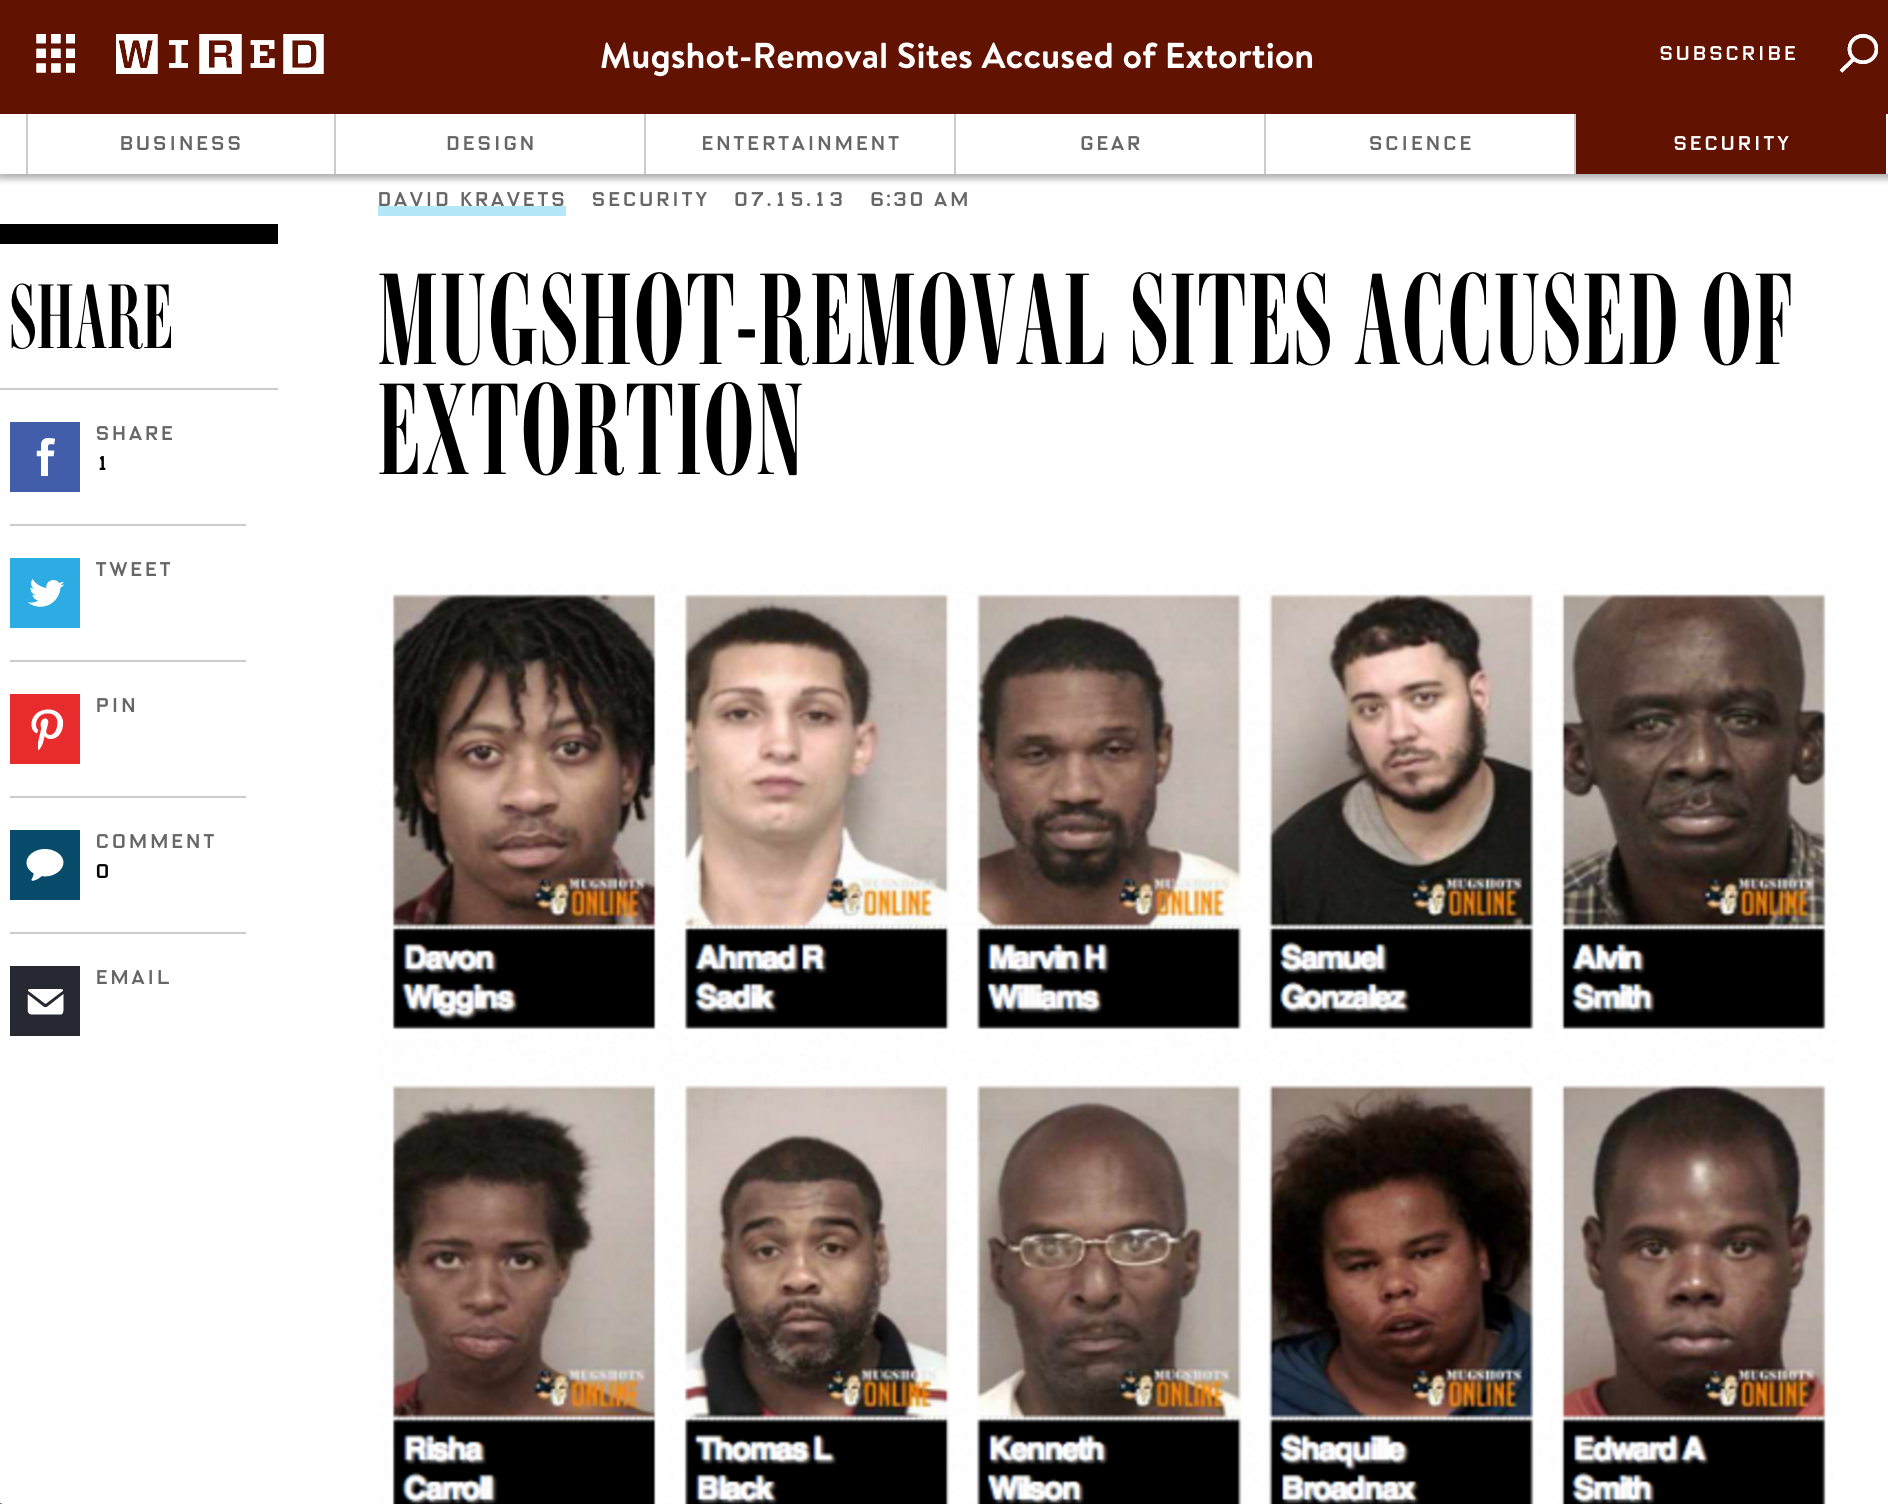 WIRED
Mugshot-Removal Sites Accused of Extortion
SUBSCRIBE
BUSINESS
DESIGN
ENTERTAINMENT
GEAR
SCIENCE
SECURITY
DAVID KRAVETS SECURITY 07.15.13 6:30 AM
MUGSHOT-REMOVAL SITES ACCUSED OF
EXTORTION
SHARE
SHARE
1
TWEET
PIN
COMMENT
0
EMAIL
MUGSHOTS
ONLINE
MUGSHOTS
ONLINE
MUGSHOTS
ONLINE
MUGSHOTS
ONLINE
MUGSHOTS
ONLINE
Davon
Wiggins
Ahmad R
Sadik
Marvin H
Williams
Samuel
Gonzalez
Alvin
Smith
MUGSHOTS
ONLINE
MUGSHOTS
ONLINE
MUGSHOTS
ONLINE
MUGSHOTS
ONLINE
MUGSHOTS
ONLINE
Risha
Carroll
Thomas L
Black
Kenneth
Wilson
Shaquille
Broadnax
Edward A
Smith